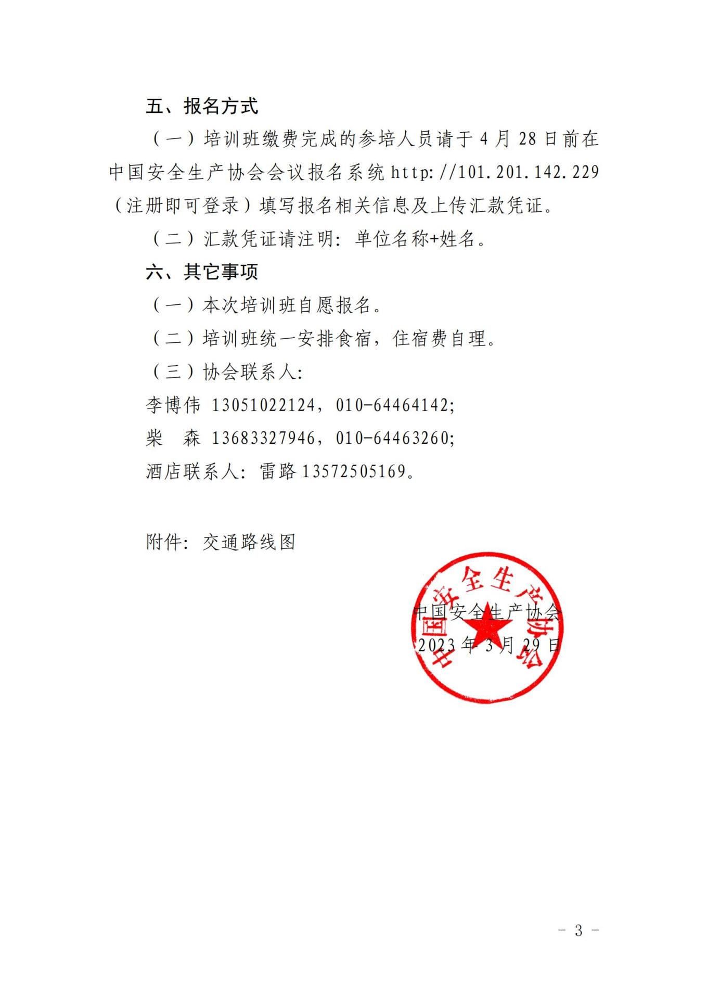 五、报名方式
（一）培训班缴费完成的参培人员请于 4 月 28 日前在
中国安全生产协会会议报名系统 http://101.201.142.229
（注册即可登录）填写报名相关信息及上传汇款凭证。
（二）汇款凭证请注明：单位名称+姓名。
六、其它事项
（一）本次培训班自愿报名。
（二）培训班统一安排食宿，住宿费自理。
（三）协会联系人：
李博伟 13051022124，010-64464142；
柴　森 13683327946，010-64463260；
酒店联系人：雷路 13572505169。
附件：交通路线图
中国安全生产协会
中国安全生产协会
2023 年 3 月 29 日
- 3 -